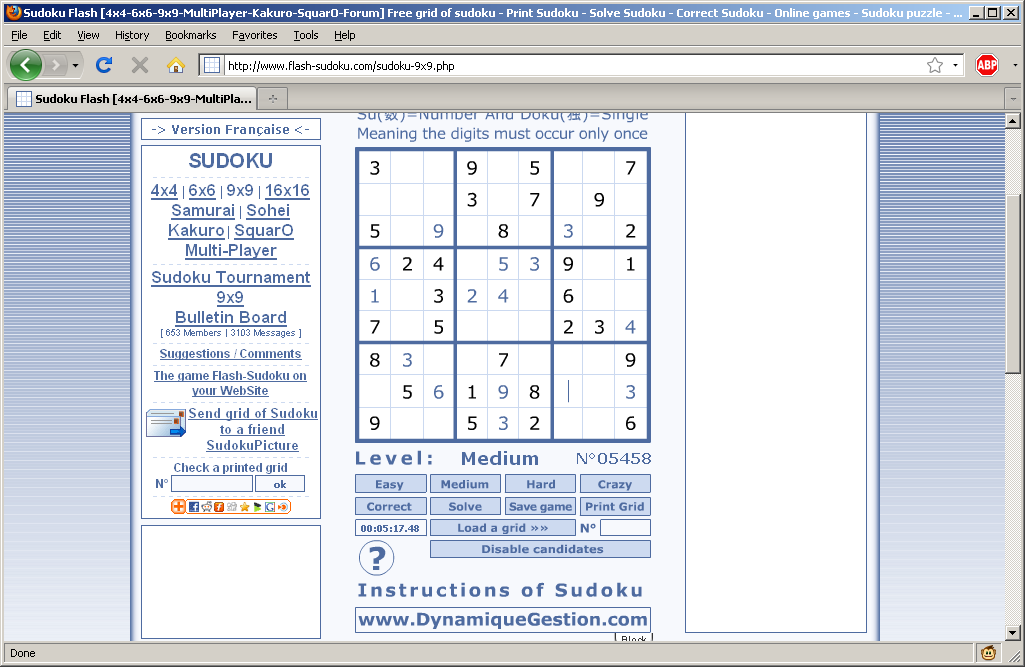 Sudoku Flash [4x4-6x6-9x9-MultiPlayer-Kakuro-SquarO-Forum] Free grid of sudoku - Print Sudoku - Solve Sudoku - Correct Sudoku - Online games - Sudoku puzzle - ...
File Edit View History Bookmarks Favorites Tools Help
http://www.flash-sudoku.com/sudoku-9x9.php
ABP
Sudoku Flash [4x4-6x6-9x9-MultiPla...
-> Version Française <-
SUDOKU
4x4 | 6x6 | 9x9 | 16x16
Samurai | Sohei
Kakuro | SquarO
Multi-Player
Sudoku Tournament
9x9
Bulletin Board
[ 653 Members | 3103 Messages ]
Suggestions / Comments
The game Flash-Sudoku on
your WebSite
Send grid of Sudoku
to a friend
SudokuPicture
Check a printed grid
N° ok
Su(数)=Number And Doku(独)=Single
Meaning the digits must occur only once
3 9 5 7
3 7 9
5 9 8 3 2
6 2 4 5 3 9 1
1 3 2 4 6
7 5 2 3 4
8 3 7 9
5 6 1 9 8 3
9 5 3 2 6
Level: Medium N°05458
Easy Medium Hard Crazy
Correct Solve Save game Print Grid
00:05:17.48 Load a grid »» N°
Disable candidates
?
Instructions of Sudoku
www.DynamiqueGestion.com
Block
Done